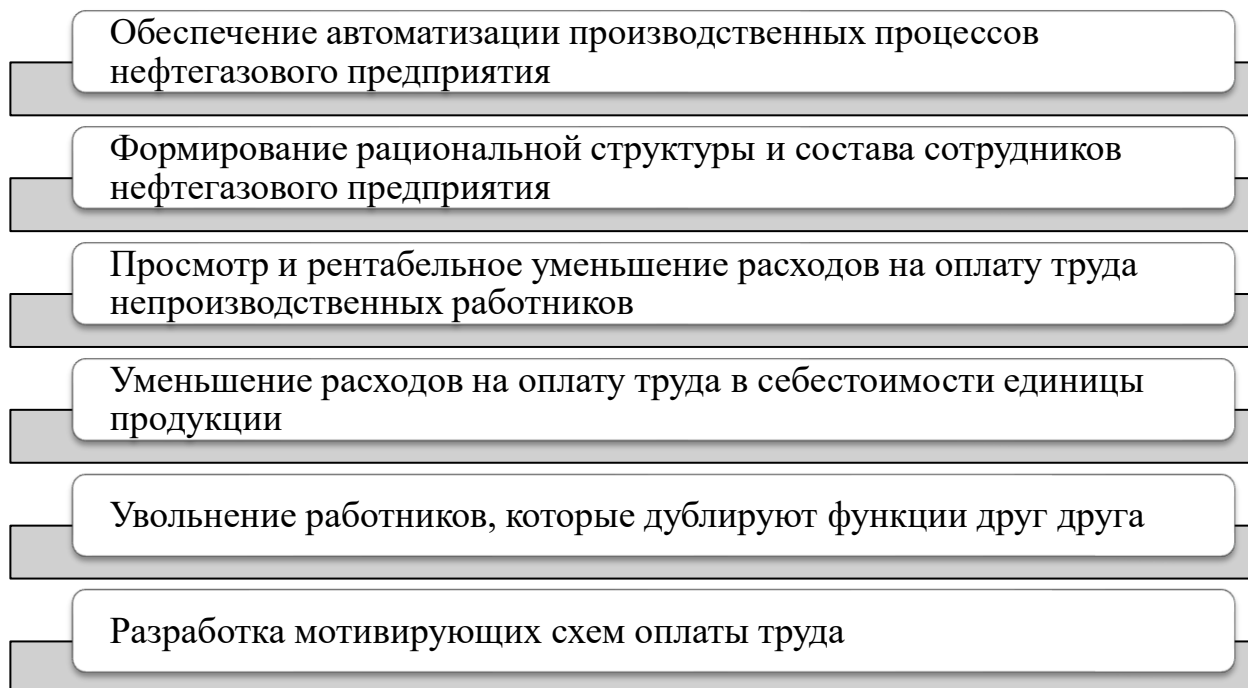 Обеспечение автоматизации производственных процессов
нефтегазового предприятия
Формирование рациональной структуры и состава сотрудников
нефтегазового предприятия
Просмотр и рентабельное уменьшение расходов на оплату труда
непроизводственных работников
Уменьшение расходов на оплату труда в себестоимости единицы
продукции
Увольнение работников, которые дублируют функции друг друга
Разработка мотивирующих схем оплаты труда